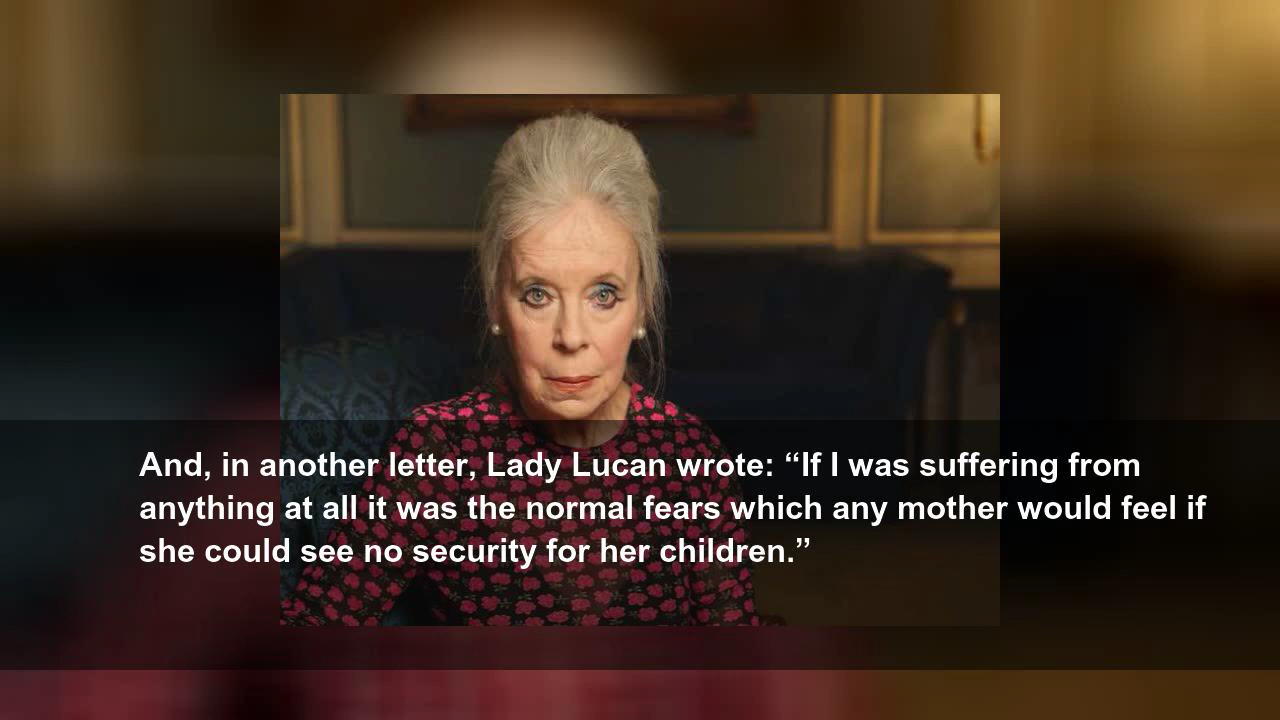 And, in another letter, Lady Lucan wrote: “If I was suffering from
anything at all it was the normal fears which any mother would feel if
she could see no security for her children.”